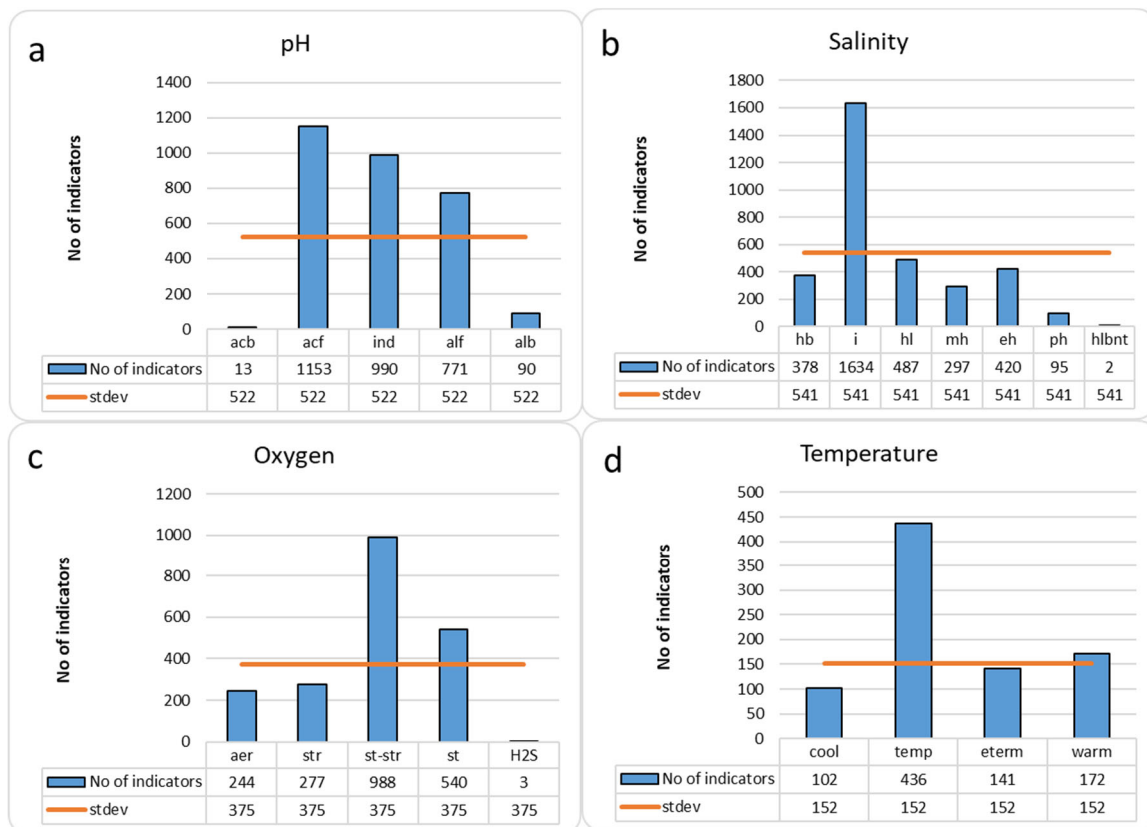 a
pH
No of indicators
1400
1200
1000
800
600
400
200
0
acb acf ind alf alb
No of indicators 13 1153 990 771 90
stdev 522 522 522 522 522
b
Salinity
No of indicators
1800
1600
1400
1200
1000
800
600
400
200
0
hb i hl mh eh ph hlbnt
No of indicators 378 1634 487 297 420 95 2
stdev 541 541 541 541 541 541 541
c
Oxygen
No of indicators
1200
1000
800
600
400
200
0
aer str st-str st H2S
No of indicators 244 277 988 540 3
stdev 375 375 375 375 375
d
Temperature
No of indicators
500
450
400
350
300
250
200
150
100
50
0
cool temp eterm warm
No of indicators 102 436 141 172
stdev 152 152 152 152